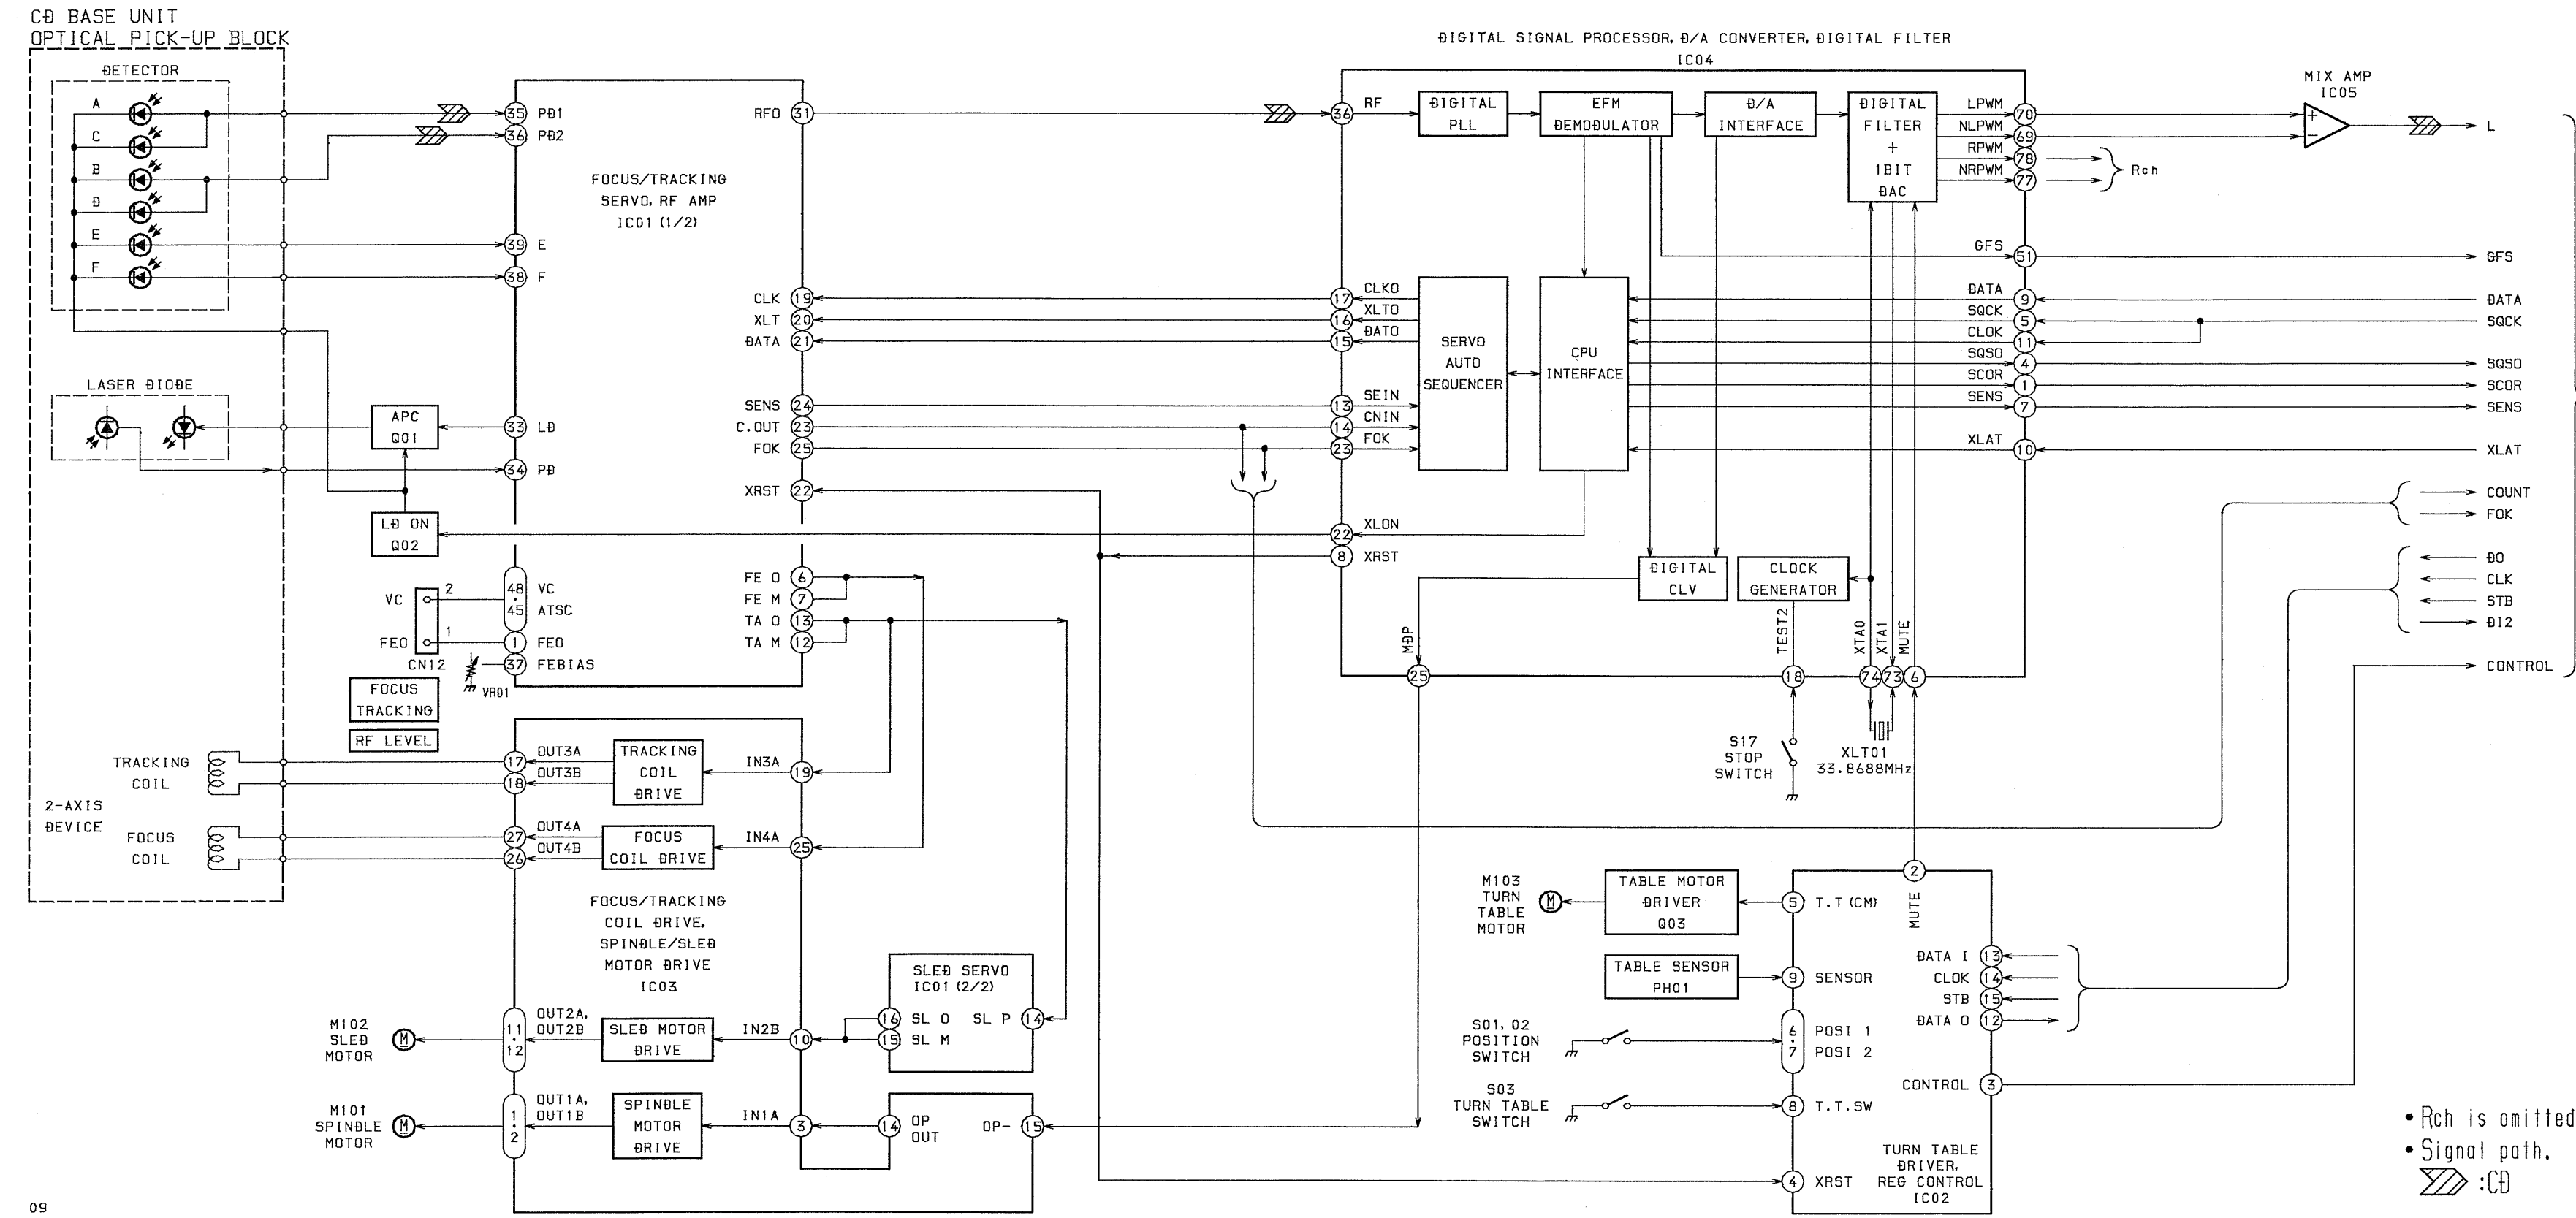 CD BASE UNIT
OPTICAL PICK-UP BLOCK
DETECTOR
A
C
B
D
E
F
LASER DIODE
APC
Q01
LD ON
Q02
35 PD1
36 PD2
39 E
38 F
33 LD
34 PD
FOCUS/TRACKING
SERVO, RF AMP
IC01 (1/2)
RFO 31
CLK 19
XLT 20
DATA 21
SENS 24
C.OUT 23
FOK 25
XRST 22
FE O 6
FE M 7
TA O 13
TA M 12
VC 2
48 VC
45 ATSC
FEO 1
1 FEO
CN12
37 FEBIAS
VR01
FOCUS
TRACKING
RF LEVEL
TRACKING
COIL
2-AXIS
DEVICE
FOCUS
COIL
17 OUT3A
18 OUT3B
TRACKING
COIL
DRIVE
IN3A 19
27 OUT4A
26 OUT4B
FOCUS
COIL DRIVE
IN4A 25
FOCUS/TRACKING
COIL DRIVE,
SPINDLE/SLED
MOTOR DRIVE
IC03
M102
SLED
MOTOR
M
11
12
OUT2A,
OUT2B
SLED MOTOR
DRIVE
IN2B 10
SLED SERVO
IC01 (2/2)
16 SL O
15 SL M
SL P 14
M101
SPINDLE
MOTOR
M
1
2
OUT1A,
OUT1B
SPINDLE
MOTOR
DRIVE
IN1A 3
14 OP
OUT
OP- 15
DIGITAL SIGNAL PROCESSOR, D/A CONVERTER, DIGITAL FILTER
IC04
36 RF
DIGITAL
PLL
EFM
DEMODULATOR
D/A
INTERFACE
DIGITAL
FILTER
+
1BIT
DAC
LPWM 70
NLPWM 69
RPWM 78
NRPWM 77
Rch
MIX AMP
IC05
+
−
L
GFS 51 GFS
17 CLKO
16 XLTO
15 DATO
13 SEIN
14 CNIN
23 FOK
22 XLON
8 XRST
SERVO
AUTO
SEQUENCER
CPU
INTERFACE
DATA 9 DATA
SQCK 5 SQCK
CLOK 11
SQSO 4 SQSO
SCOR 1 SCOR
SENS 7 SENS
XLAT 10 XLAT
COUNT
FOK
DO
CLK
STB
DI2
CONTROL
DIGITAL
CLV
CLOCK
GENERATOR
MDP
25
TEST2
18
XTAO
74
XTAI
73
MUTE
6
S17
STOP
SWITCH
XLT01
33.8688MHz
M103
TURN
TABLE
MOTOR
M
TABLE MOTOR
DRIVER
Q03
5 T.T (CM)
2
MUTE
TABLE SENSOR
PH01
9 SENSOR
S01, 02
POSITION
SWITCH
6 POSI 1
7 POSI 2
S03
TURN TABLE
SWITCH
8 T.T.SW
4 XRST
DATA I 13
CLOK 14
STB 15
DATA O 12
CONTROL 3
TURN TABLE
DRIVER,
REG CONTROL
IC02
• Rch is omitted
• Signal path.
:CD
09